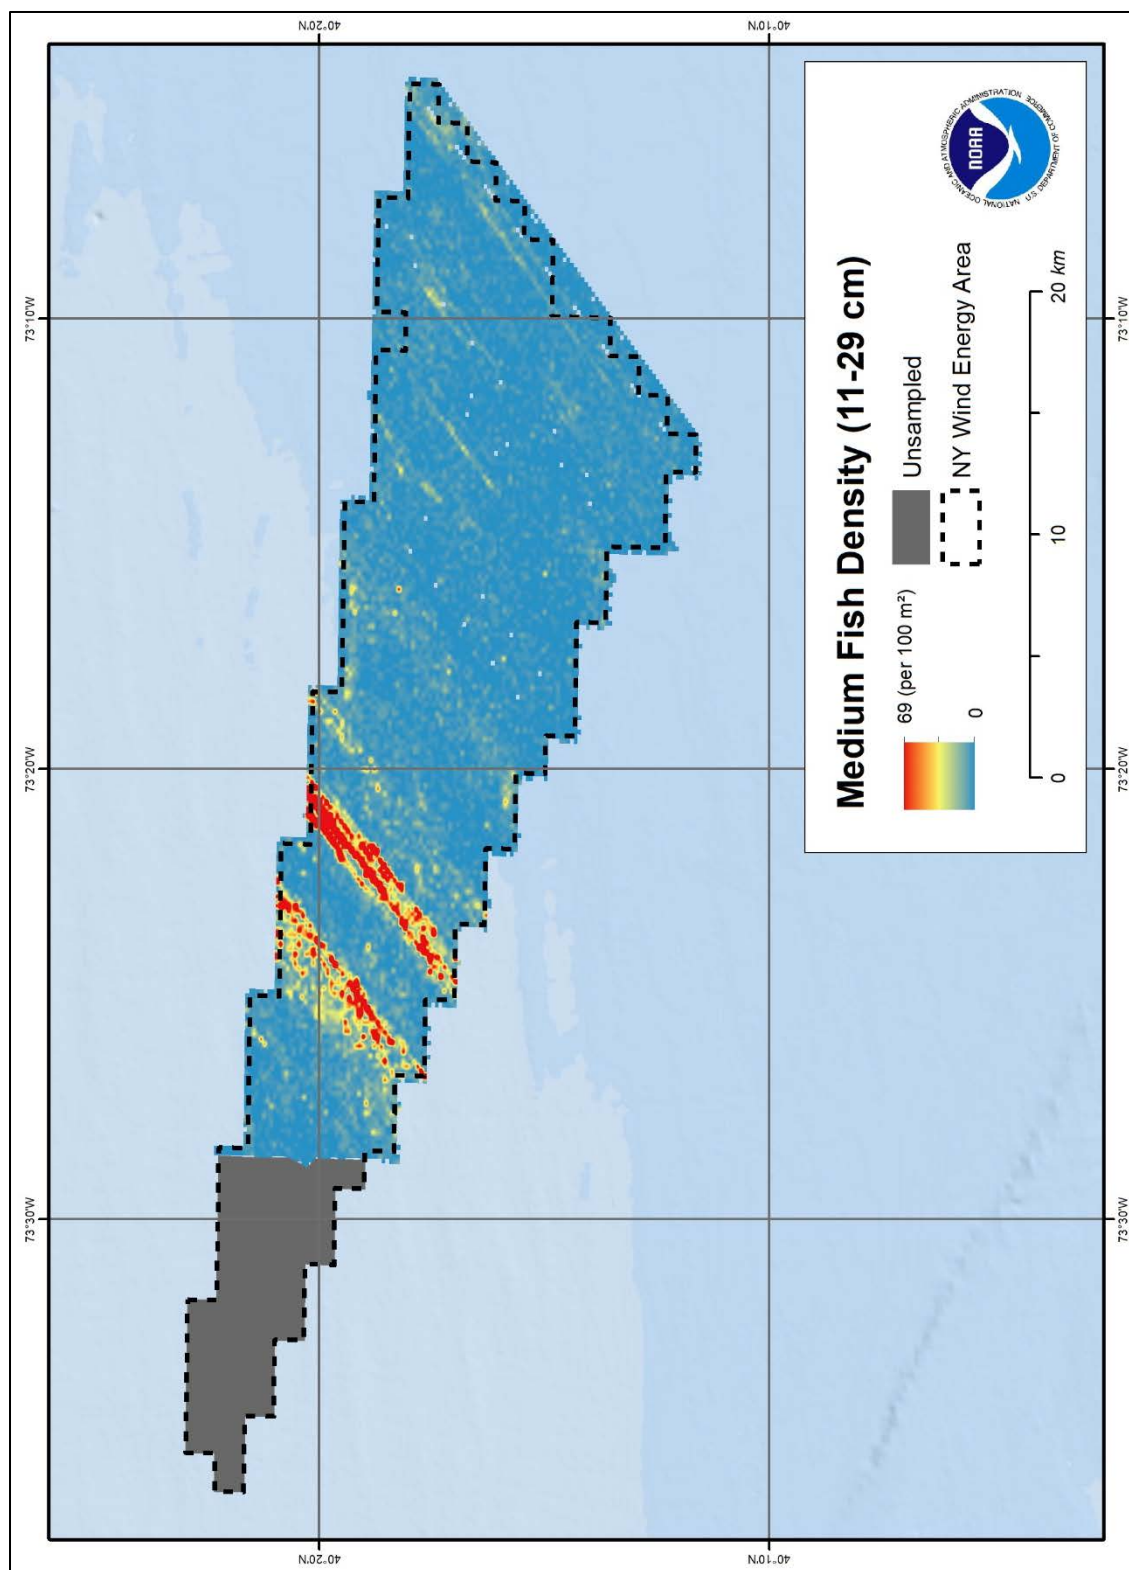 73°30'W
73°20'W
73°10'W
40°20'N
40°20'N
40°10'N
40°10'N
Medium Fish Density (11-29 cm)
69 (per 100 m²)
0
Unsampled
NY Wind Energy Area
0
10
20 km
NATIONAL OCEANIC AND ATMOSPHERIC ADMINISTRATION
NOAA
U.S. DEPARTMENT OF COMMERCE
73°30'W
73°20'W
73°10'W